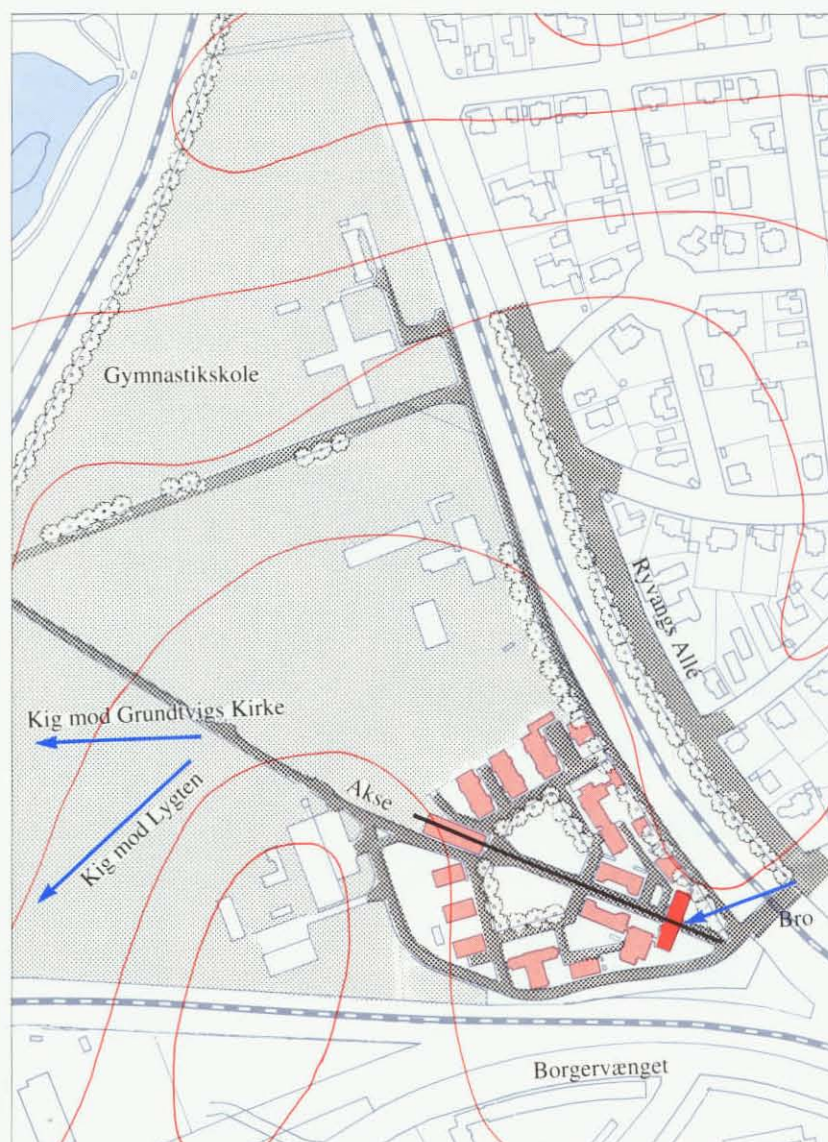 Gymnastikskole
Ryvangs Allé
Kig mod Grundtvigs Kirke
Kig mod Lygten
Akse
Bro
Borgervænget